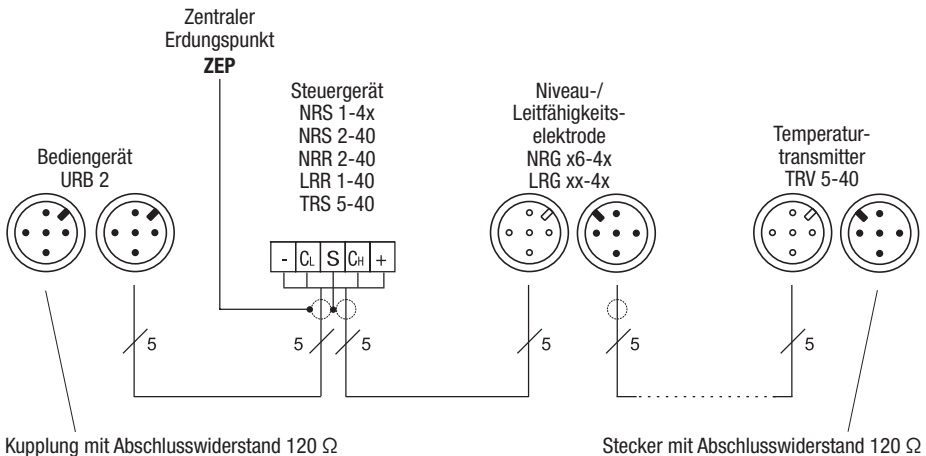 Zentraler
Erdungspunkt
ZEP
Steuergerät
NRS 1-4x
NRS 2-40
NRR 2-40
LRR 1-40
TRS 5-40
Niveau-/
Leitfähigkeits-
elektrode
NRG x6-4x
LRG xx-4x
Temperatur-
transmitter
TRV 5-40
Bediengerät
URB 2
- CL S CH +
5 5 5 5 5
Kupplung mit Abschlusswiderstand 120 Ω
Stecker mit Abschlusswiderstand 120 Ω